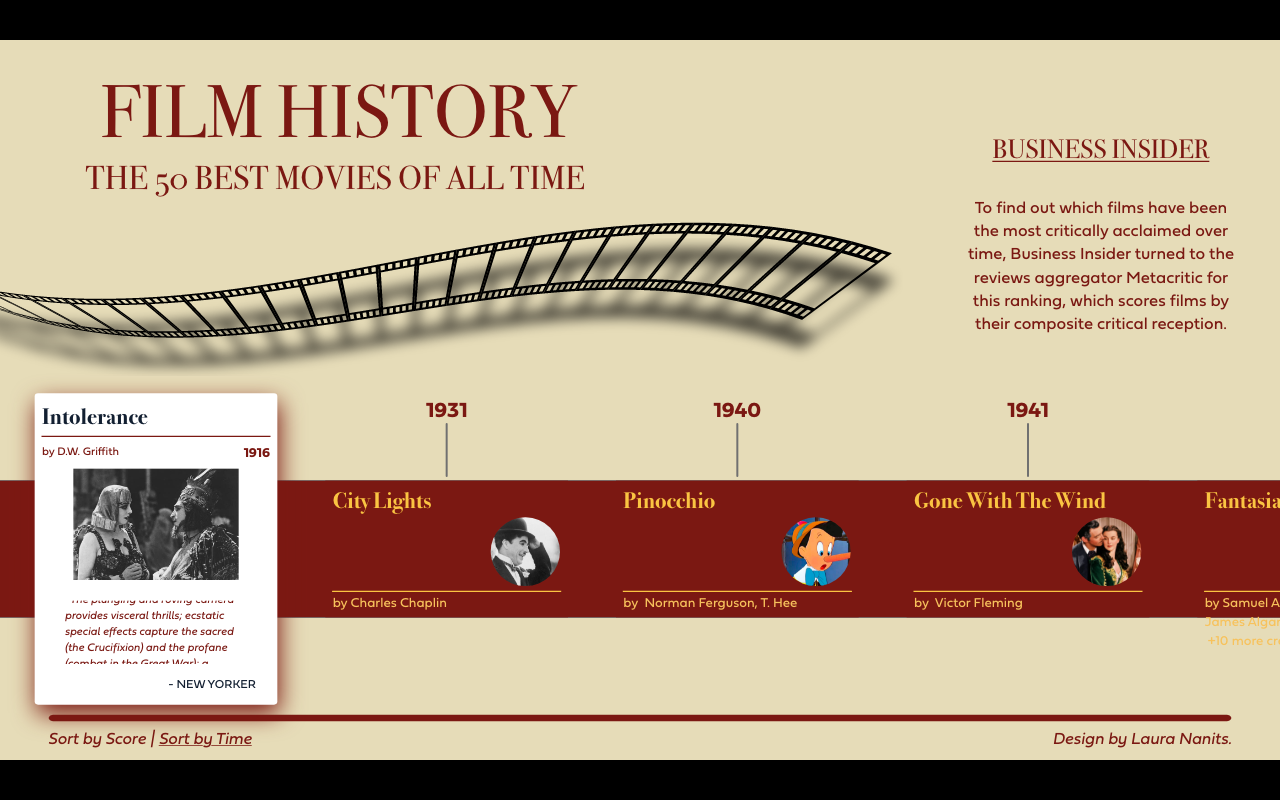 FILM HISTORY
THE 50 BEST MOVIES OF ALL TIME
BUSINESS INSIDER
To find out which films have been
the most critically acclaimed over
time, Business Insider turned to the
reviews aggregator Metacritic for
this ranking, which scores films by
their composite critical reception.
Intolerance
by D.W. Griffith
1916
"The plunging and roving camera
provides visceral thrills; ecstatic
special effects capture the sacred
(the Crucifixion) and the profane
(combat in the Great War); a
- NEW YORKER
1931
City Lights
by Charles Chaplin
1940
Pinocchio
by Norman Ferguson, T. Hee
1941
Gone With The Wind
by Victor Fleming
Fantasia
by Samuel A
James Algar
+10 more cr
Sort by Score | Sort by Time
Design by Laura Nanits.